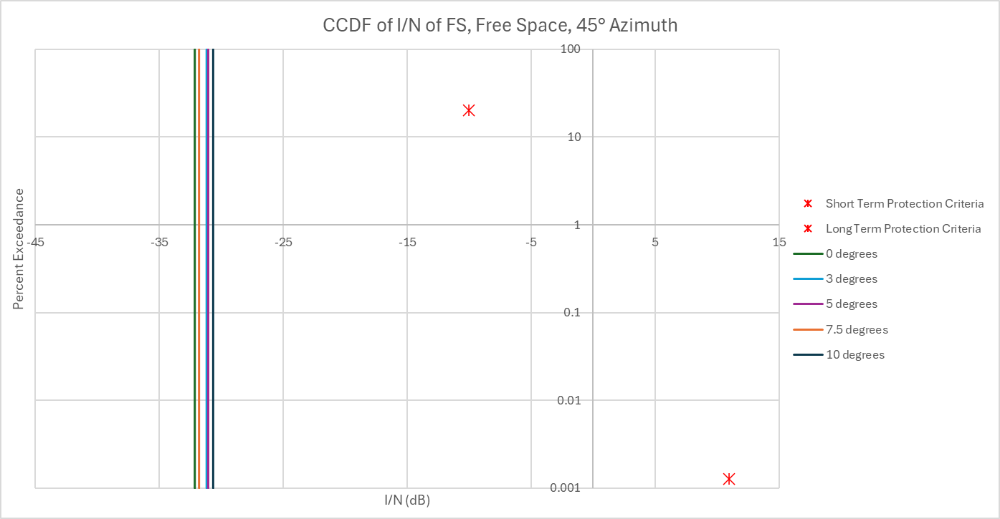 CCDF of I/N of FS, Free Space, 45° Azimuth
100
10
1
-45 -35 -25 -15 -5 5 15
0.1
0.01
0.001
Percent Exceedance
I/N (dB)
Short Term Protection Criteria
Long Term Protection Criteria
0 degrees
3 degrees
5 degrees
7.5 degrees
10 degrees